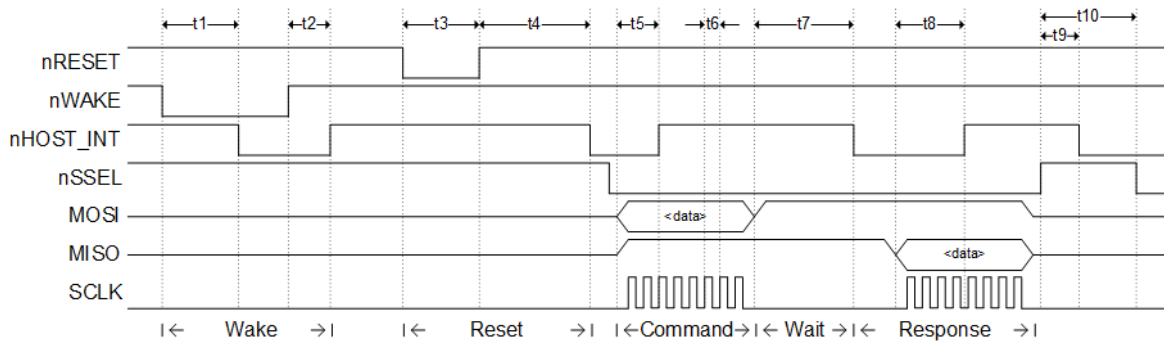 t1 t2 t3 t4 t5 t6 t7 t8 t10
t9
nRESET
nWAKE
nHOST_INT
nSSEL
MOSI <data>
MISO <data>
SCLK
Wake Reset Command Wait Response